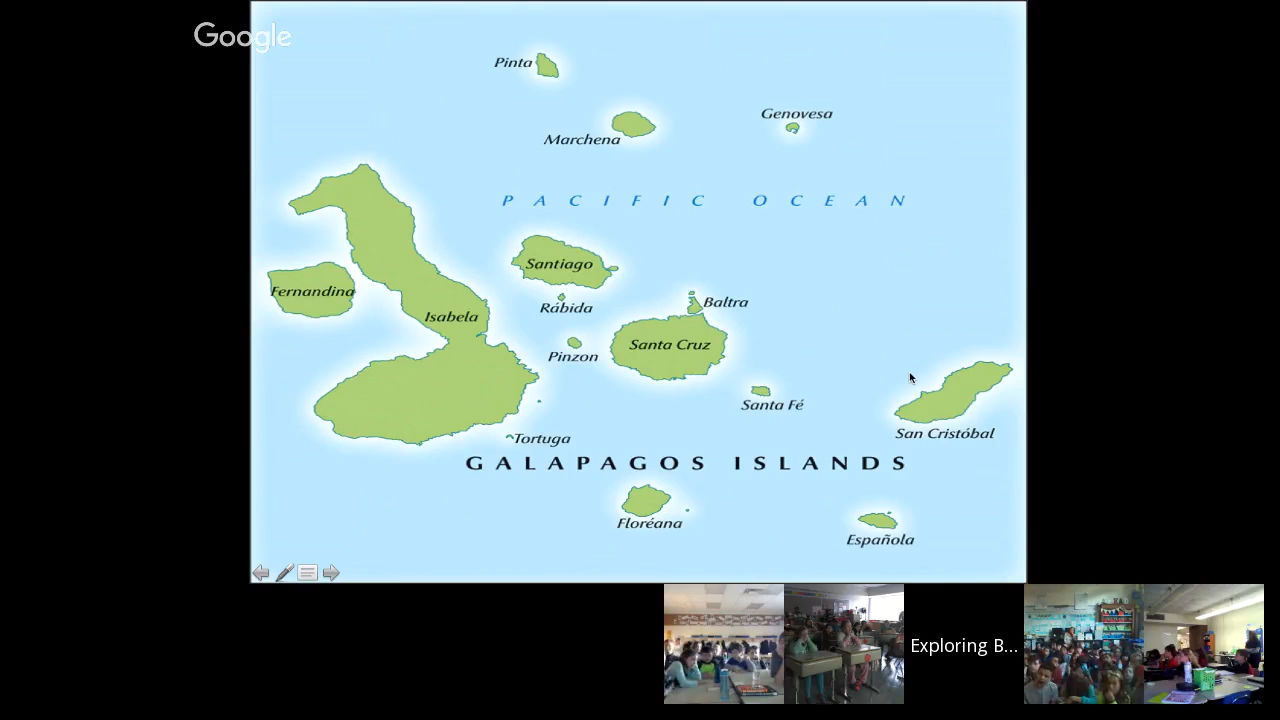 Google
Pinta
Genovesa
Marchena
PACIFIC OCEAN
Santiago
Fernandina
Baltra
Rábida
Isabela
Santa Cruz
Pinzon
Santa Fé
San Cristóbal
Tortuga
GALAPAGOS ISLANDS
Floréana
Española
Exploring B...